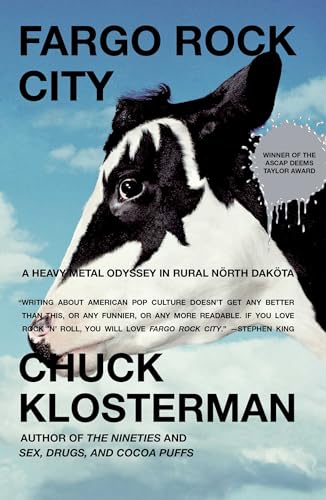 FARGO ROCK
CITY
WINNER OF THE
ASCAP DEEMS
TAYLOR AWARD
A HEAVY METAL ODYSSEY IN RURAL NÖRTH DAKÖTA
"WRITING ABOUT AMERICAN POP CULTURE DOESN'T GET ANY BETTER
THAN THIS, OR ANY FUNNIER, OR ANY MORE READABLE. IF YOU LOVE
ROCK 'N' ROLL, YOU WILL LOVE FARGO ROCK CITY." —STEPHEN KING
CHUCK
KLOSTERMAN
AUTHOR OF THE NINETIES AND
SEX, DRUGS, AND COCOA PUFFS